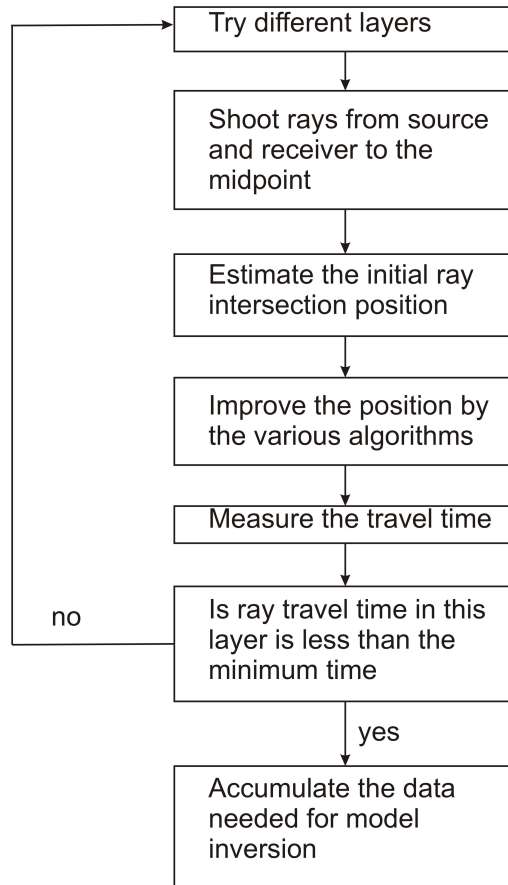 Try different layers
Shoot rays from source
and receiver to the
midpoint
Estimate the initial ray
intersection position
Improve the position by
the various algorithms
Measure the travel time
Is ray travel time in this
layer is less than the
minimum time
no
yes
Accumulate the data
needed for model
inversion